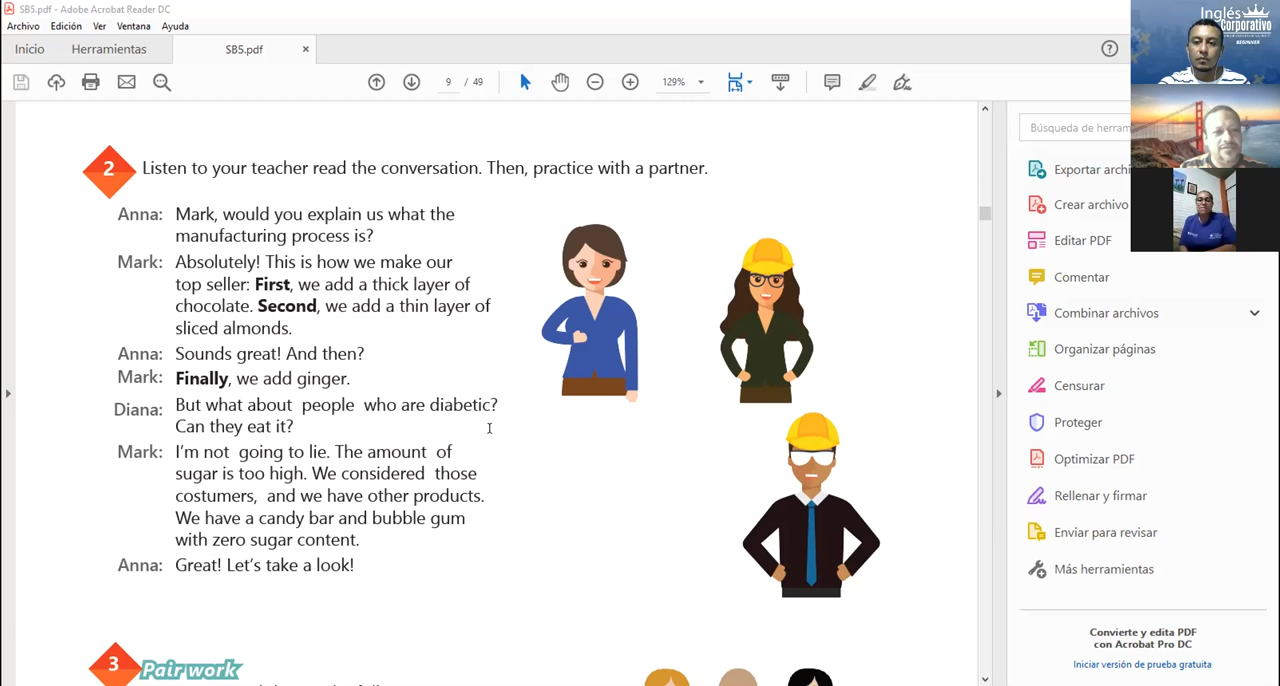 SB5.pdf - Adobe Acrobat Reader DC
Archivo Edición Ver Ventana Ayuda
Inicio Herramientas SB5.pdf ×
9 / 49 129%
2 Listen to your teacher read the conversation. Then, practice with a partner.
Anna: Mark, would you explain us what the
manufacturing process is?
Mark: Absolutely! This is how we make our
top seller: First, we add a thick layer of
chocolate. Second, we add a thin layer of
sliced almonds.
Anna: Sounds great! And then?
Mark: Finally, we add ginger.
Diana: But what about people who are diabetic?
Can they eat it?
Mark: I'm not going to lie. The amount of
sugar is too high. We considered those
costumers, and we have other products.
We have a candy bar and bubble gum
with zero sugar content.
Anna: Great! Let's take a look!
3 Pair work
Búsqueda de herram
Exportar archi
Crear archivo
Editar PDF
Comentar
Combinar archivos
Organizar páginas
Censurar
Proteger
Optimizar PDF
Rellenar y firmar
Enviar para revisar
Más herramientas
Convierte y edita PDF
con Acrobat Pro DC
Iniciar versión de prueba gratuita
Inglés
Corporativo
BEGINNER